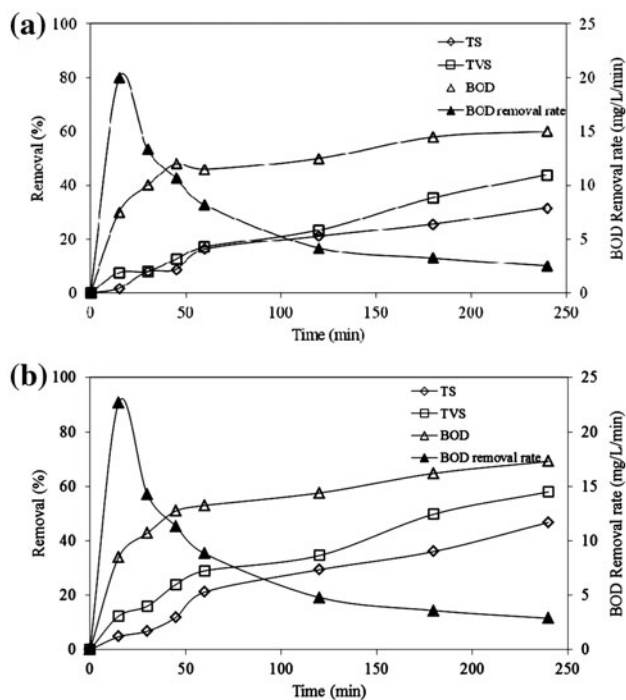 (a)
100
80
60
40
20
0
Removal (%)
25
20
15
10
5
0
BOD Removal rate (mg/L/min)
TS
TVS
BOD
BOD removal rate
0
50
100
150
200
250
Time (min)
(b)
100
80
60
40
20
0
Removal (%)
25
20
15
10
5
0
BOD Removal rate (mg/L/min)
TS
TVS
BOD
BOD removal rate
0
50
100
150
200
250
Time (min)